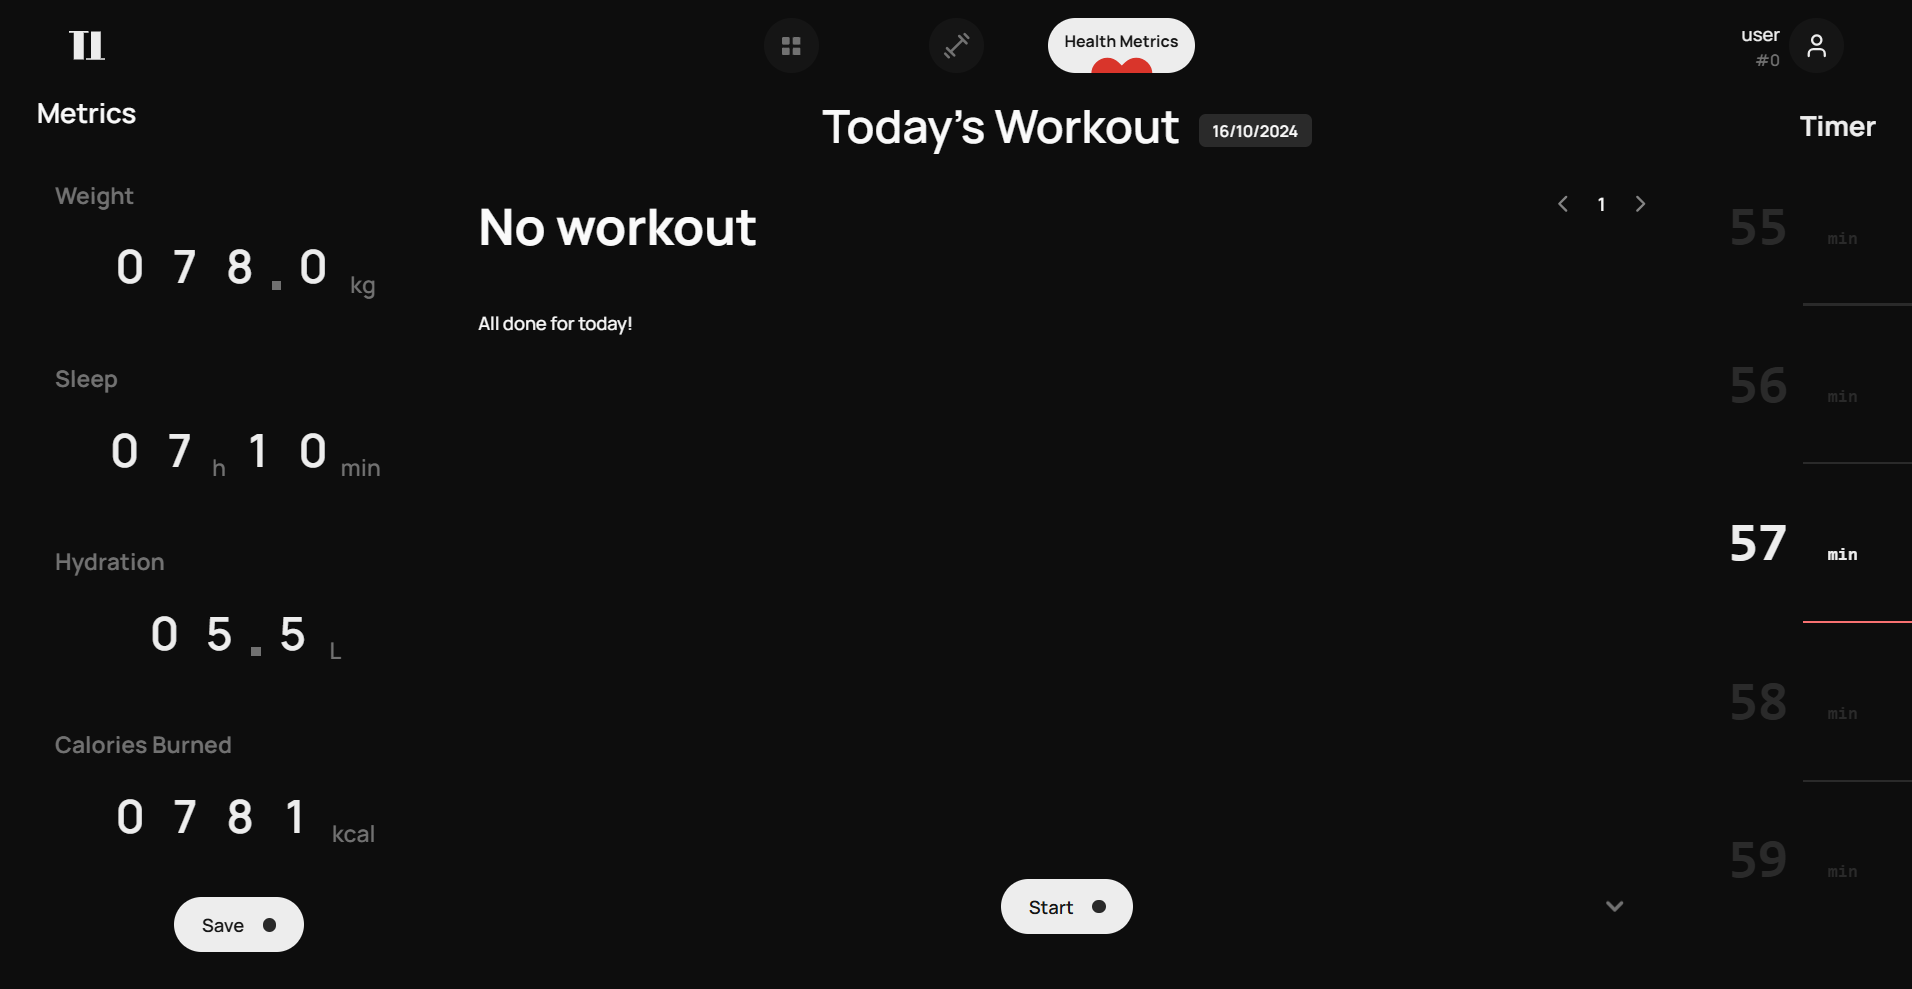 Health Metrics
user
#0
Metrics
Today's Workout 16/10/2024
Timer
Weight
0 7 8 . 0 kg
Sleep
0 7 h 1 0 min
Hydration
0 5 . 5 L
Calories Burned
0 7 8 1 kcal
Save
No workout
1
All done for today!
Start
55 min
56 min
57 min
58 min
59 min